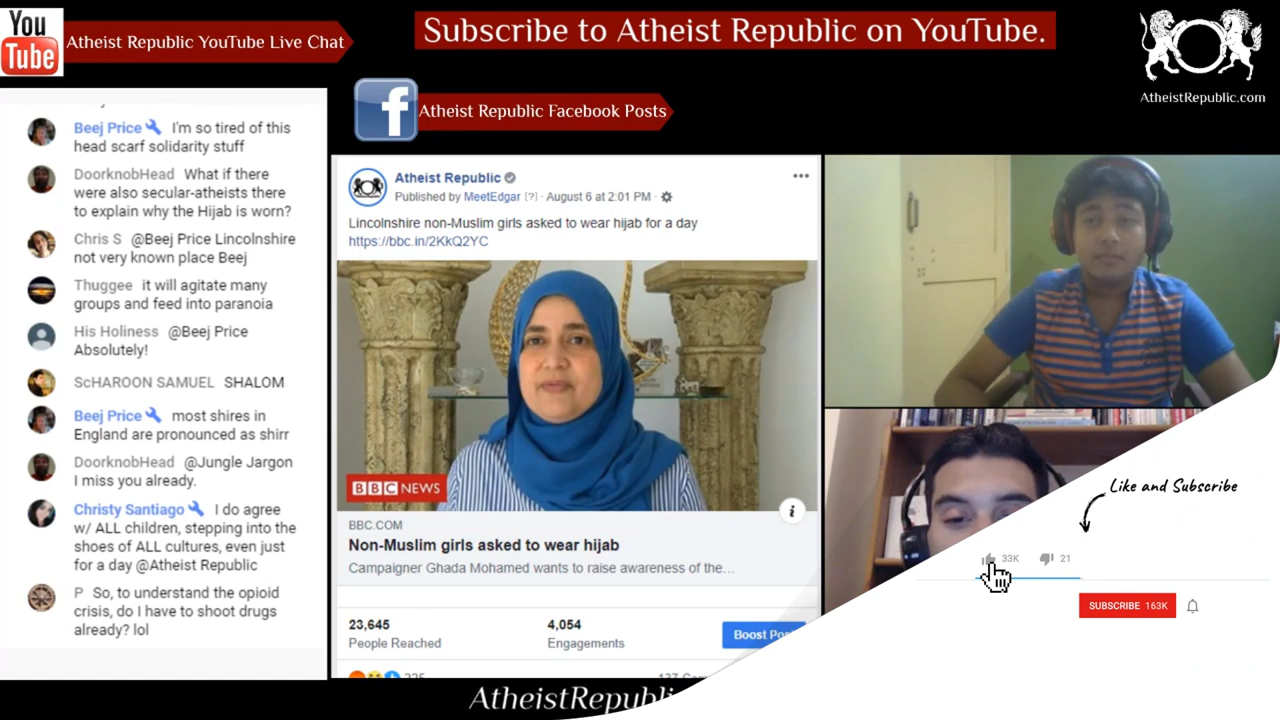 You
Tube
Atheist Republic YouTube Live Chat
Subscribe to Atheist Republic on YouTube.
AtheistRepublic.com
Atheist Republic Facebook Posts
Beej Price I'm so tired of this
head scarf solidarity stuff
DoorknobHead What if there
were also secular-atheists there
to explain why the Hijab is worn?
Chris S @Beej Price Lincolnshire
not very known place Beej
Thuggee it will agitate many
groups and feed into paranoia
His Holiness @Beej Price
Absolutely!
ScHAROON SAMUEL SHALOM
Beej Price most shires in
England are pronounced as shirr
DoorknobHead @Jungle Jargon
I miss you already.
Christy Santiago I do agree
w/ ALL children, stepping into the
shoes of ALL cultures, even just
for a day @Atheist Republic
P So, to understand the opioid
crisis, do I have to shoot drugs
already? lol
Atheist Republic
Published by MeetEdgar [?] · August 6 at 2:01 PM ·
Lincolnshire non-Muslim girls asked to wear hijab for a day
https://bbc.in/2KkQ2YC
BBC NEWS
BBC.COM
Non-Muslim girls asked to wear hijab
Campaigner Ghada Mohamed wants to raise awareness of the...
23,645
People Reached
4,054
Engagements
Boost
Like and Subscribe
33K
21
SUBSCRIBE 163K